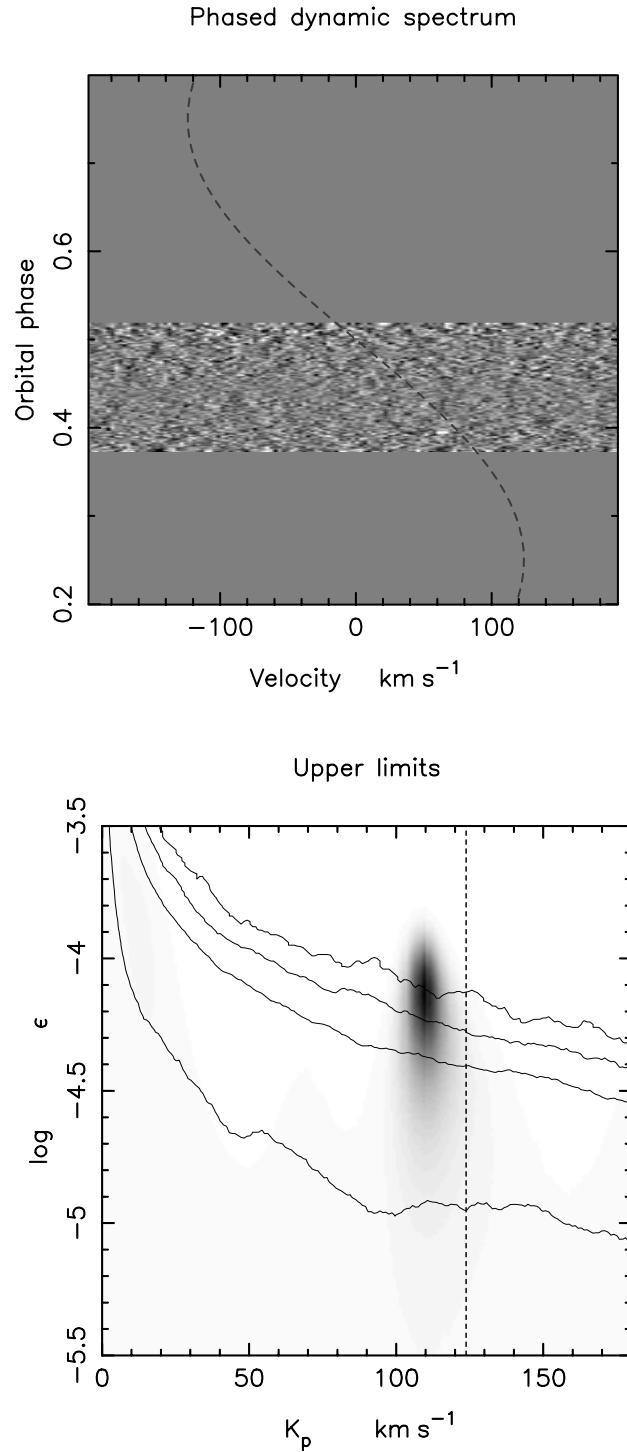 Phased dynamic spectrum
Orbital phase
0.6
0.4
0.2
−100 0 100
Velocity km s⁻¹
Upper limits
log ϵ
−3.5
−4
−4.5
−5
−5.5
0 50 100 150
Kₚ km s⁻¹